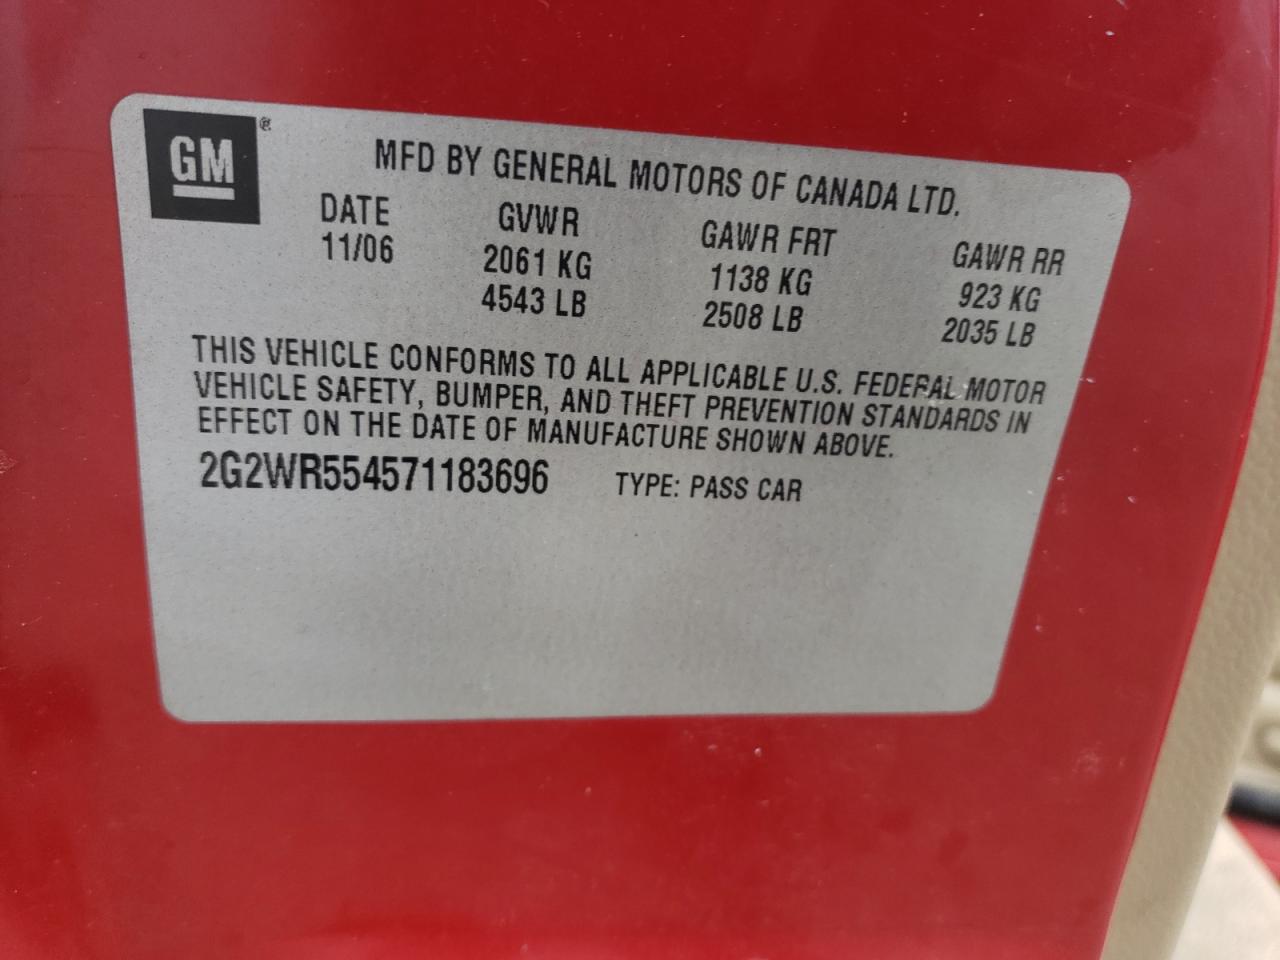 GM ®
MFD BY GENERAL MOTORS OF CANADA LTD.
DATE GVWR GAWR FRT GAWR RR
11/06 2061 KG 1138 KG 923 KG
4543 LB 2508 LB 2035 LB
THIS VEHICLE CONFORMS TO ALL APPLICABLE U.S. FEDERAL MOTOR
VEHICLE SAFETY, BUMPER, AND THEFT PREVENTION STANDARDS IN
EFFECT ON THE DATE OF MANUFACTURE SHOWN ABOVE.
2G2WR554571183696 TYPE: PASS CAR